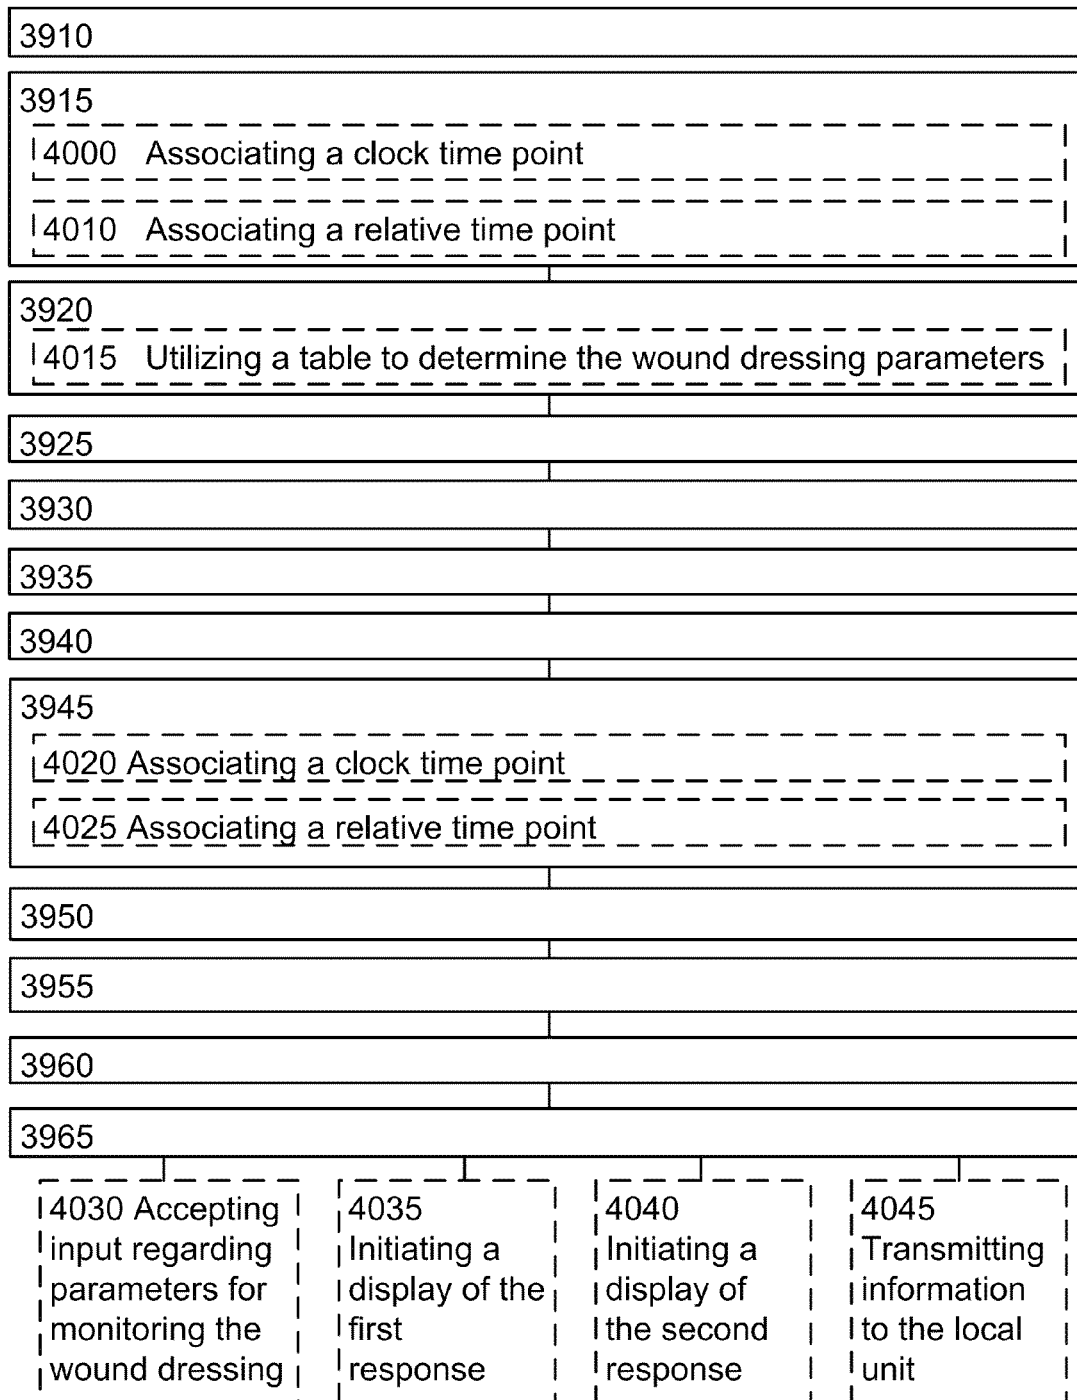 3910
3915
4000 Associating a clock time point
4010 Associating a relative time point
3920
4015 Utilizing a table to determine the wound dressing parameters
3925
3930
3935
3940
3945
4020 Associating a clock time point
4025 Associating a relative time point
3950
3955
3960
3965
4030 Accepting
input regarding
parameters for
monitoring the
wound dressing
4035
Initiating a
display of the
first
response
4040
Initiating a
display of
the second
response
4045
Transmitting
information
to the local
unit